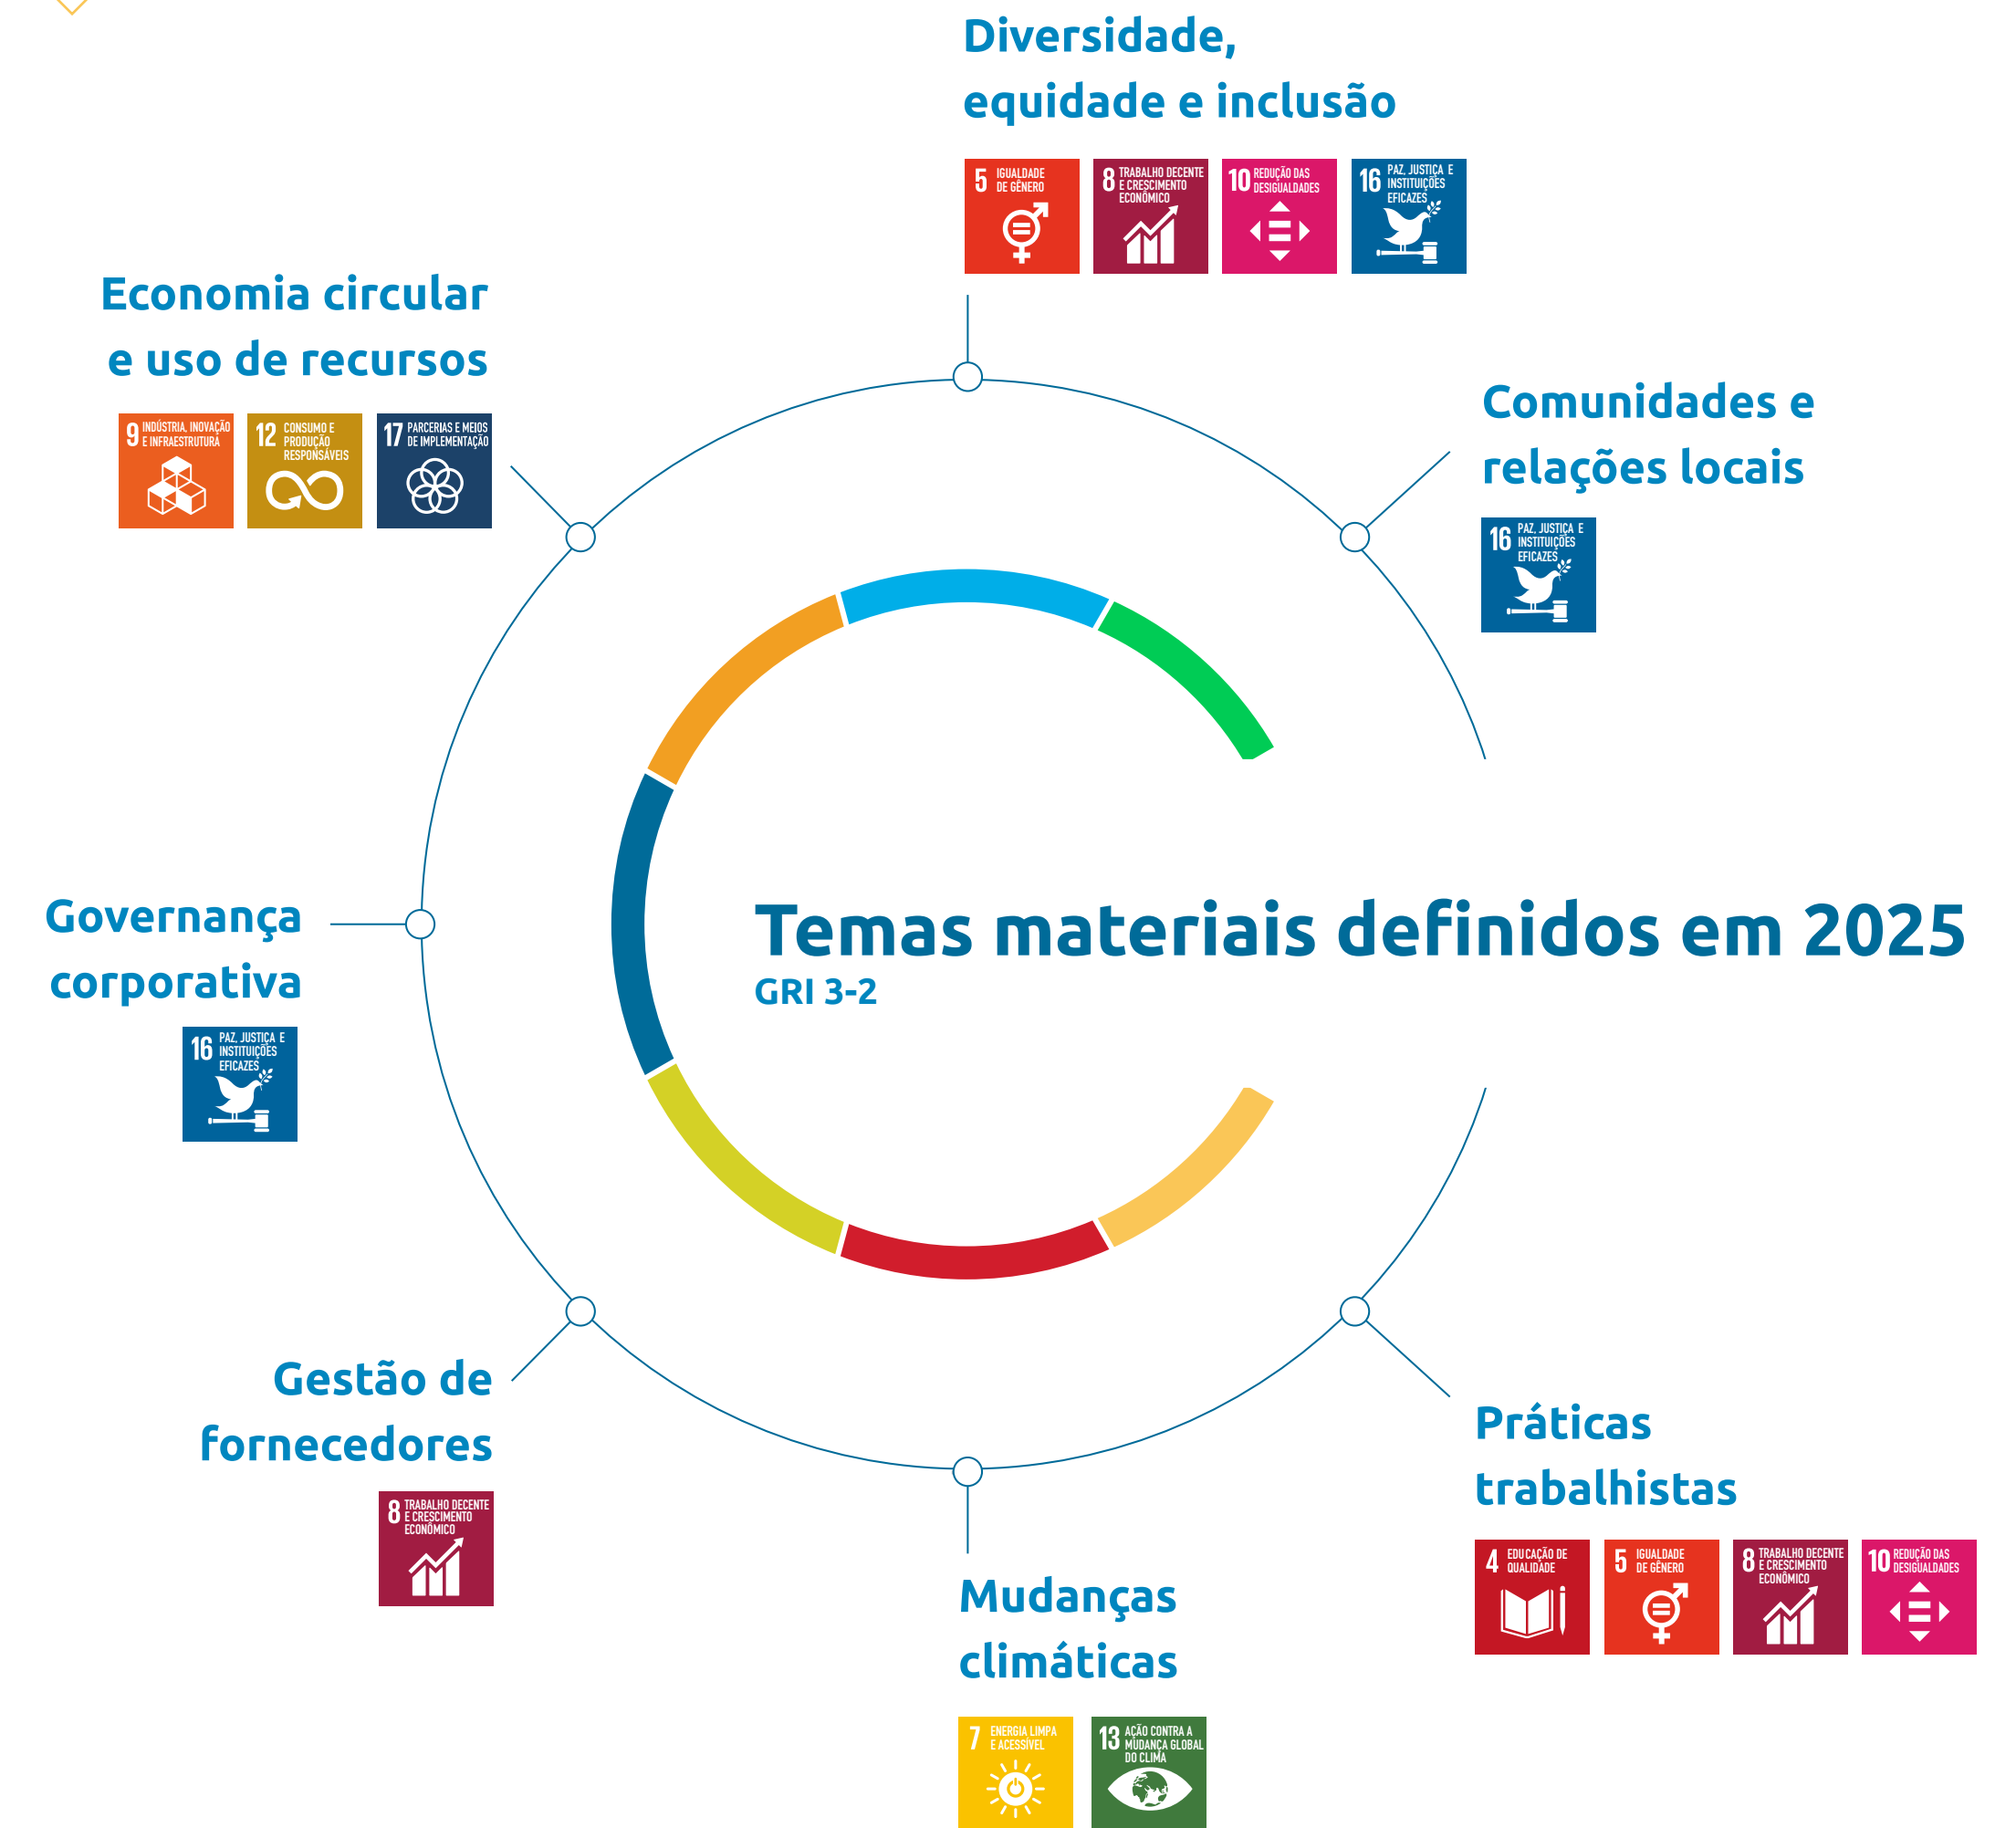 Diversidade,
equidade e inclusão
5 IGUALDADE
DE GÊNERO
8 TRABALHO DECENTE
E CRESCIMENTO
ECONÔMICO
10 REDUÇÃO DAS
DESIGUALDADES
16 PAZ, JUSTIÇA E
INSTITUIÇÕES
EFICAZES
Economia circular
e uso de recursos
9 INDÚSTRIA, INOVAÇÃO
E INFRAESTRUTURA
12 CONSUMO E
PRODUÇÃO
RESPONSÁVEIS
17 PARCERIAS E MEIOS
DE IMPLEMENTAÇÃO
Comunidades e
relações locais
16 PAZ, JUSTIÇA E
INSTITUIÇÕES
EFICAZES
Temas materiais definidos em 2025
GRI 3-2
Governança
corporativa
16 PAZ, JUSTIÇA E
INSTITUIÇÕES
EFICAZES
Gestão de
fornecedores
8 TRABALHO DECENTE
E CRESCIMENTO
ECONÔMICO
Práticas
trabalhistas
4 EDUCAÇÃO DE
QUALIDADE
5 IGUALDADE
DE GÊNERO
8 TRABALHO DECENTE
E CRESCIMENTO
ECONÔMICO
10 REDUÇÃO DAS
DESIGUALDADES
Mudanças
climáticas
7 ENERGIA LIMPA
E ACESSÍVEL
13 AÇÃO CONTRA A
MUDANÇA GLOBAL
DO CLIMA